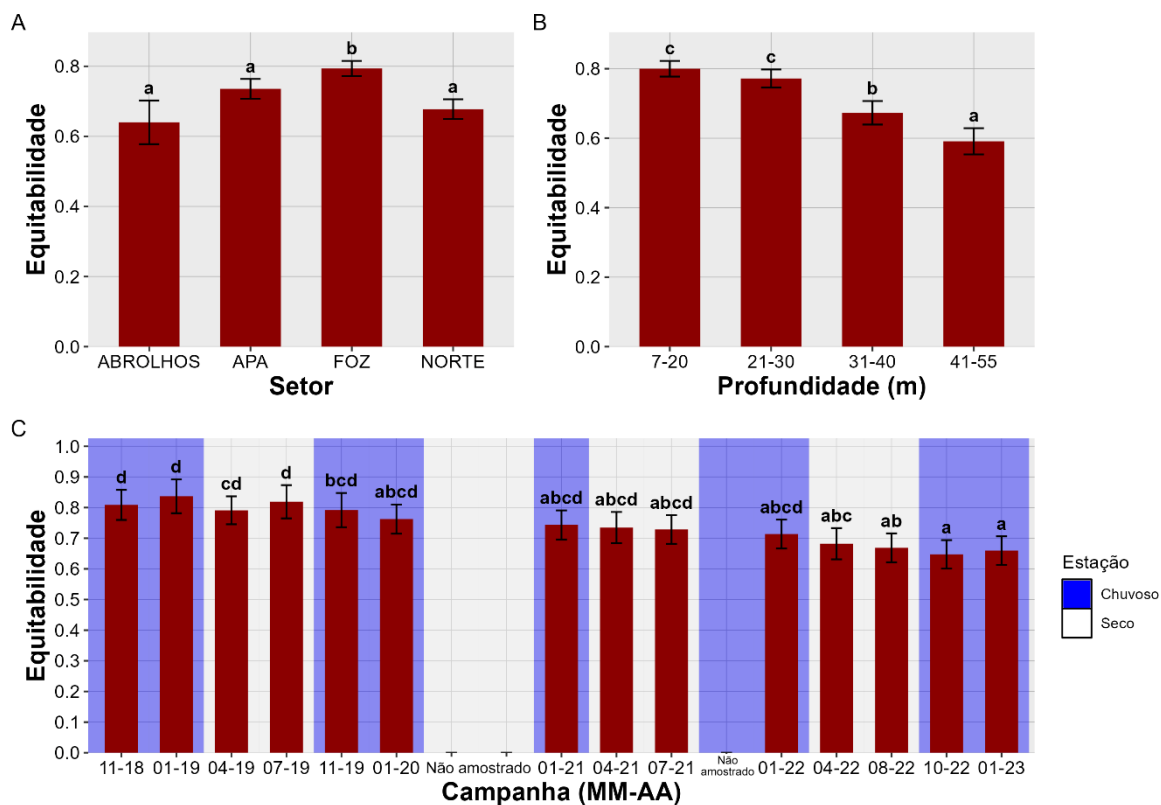 A
Equitabilidade
0.8
0.6
0.4
0.2
0.0
a a b a
ABROLHOS APA FOZ NORTE
Setor
B
Equitabilidade
0.8
0.6
0.4
0.2
0.0
c c b a
7-20 21-30 31-40 41-55
Profundidade (m)
C
Equitabilidade
1.0
0.9
0.8
0.7
0.6
0.5
0.4
0.3
0.2
0.1
0.0
d d cd d bcd abcd abcd abcd abcd abcd abc ab a a
11-18 01-19 04-19 07-19 11-19 01-20 Não amostrado 01-21 04-21 07-21 Não amostrado 01-22 04-22 08-22 10-22 01-23
Campanha (MM-AA)
Estação
Chuvoso
Seco